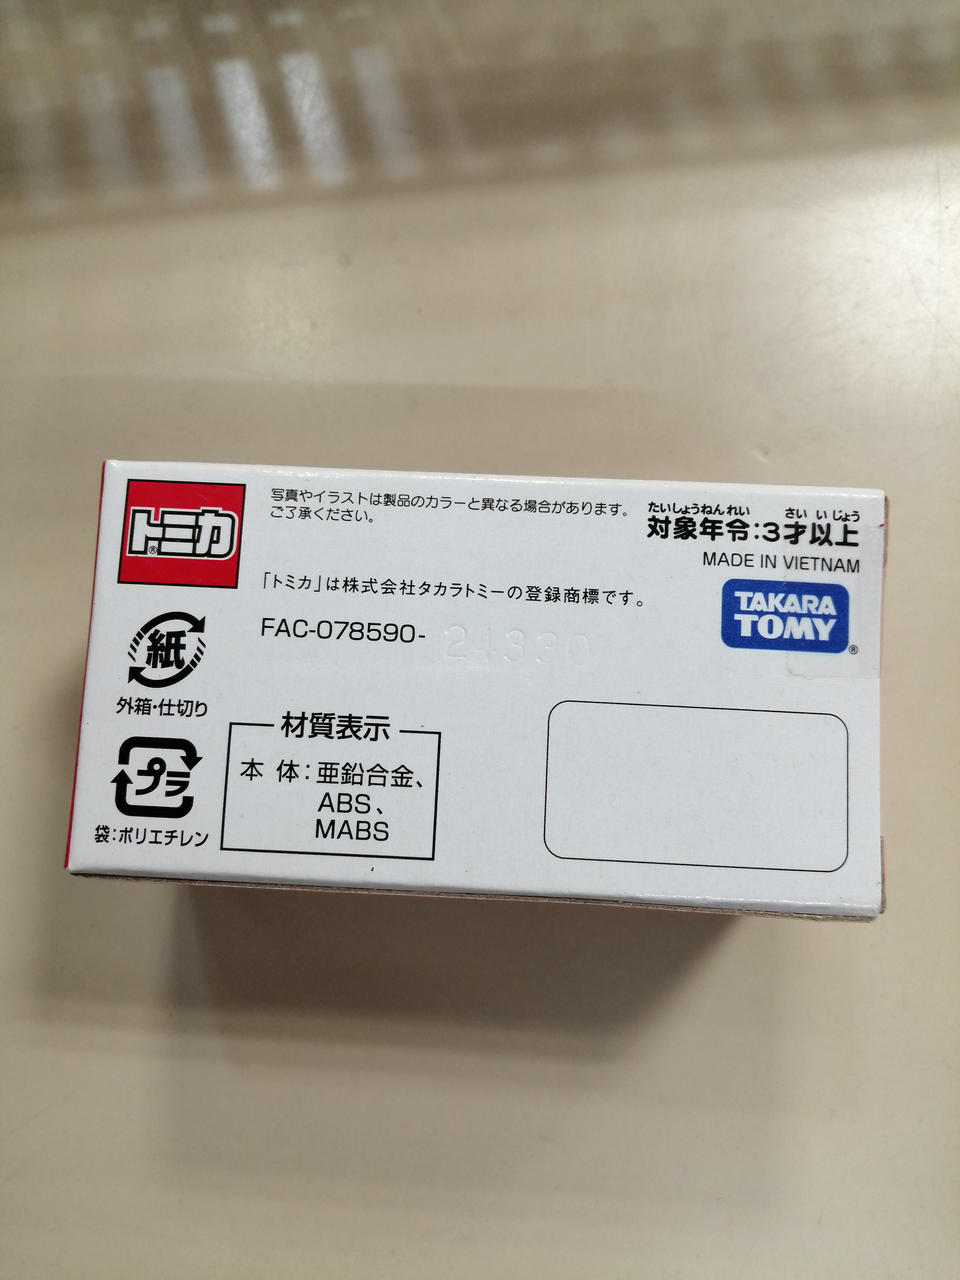 トミカ®
写真やイラストは製品のカラーと異なる場合があります。
ご了承ください。
たいしょうねんれい さいいじょう
対象年令:3才以上
MADE IN VIETNAM
「トミカ」は株式会社タカラトミーの登録商標です。
TAKARA
TOMY®
FAC-078590- 24330
紙
外箱・仕切り
プラ
袋:ポリエチレン
材質表示
本 体:亜鉛合金、
ABS、
MABS